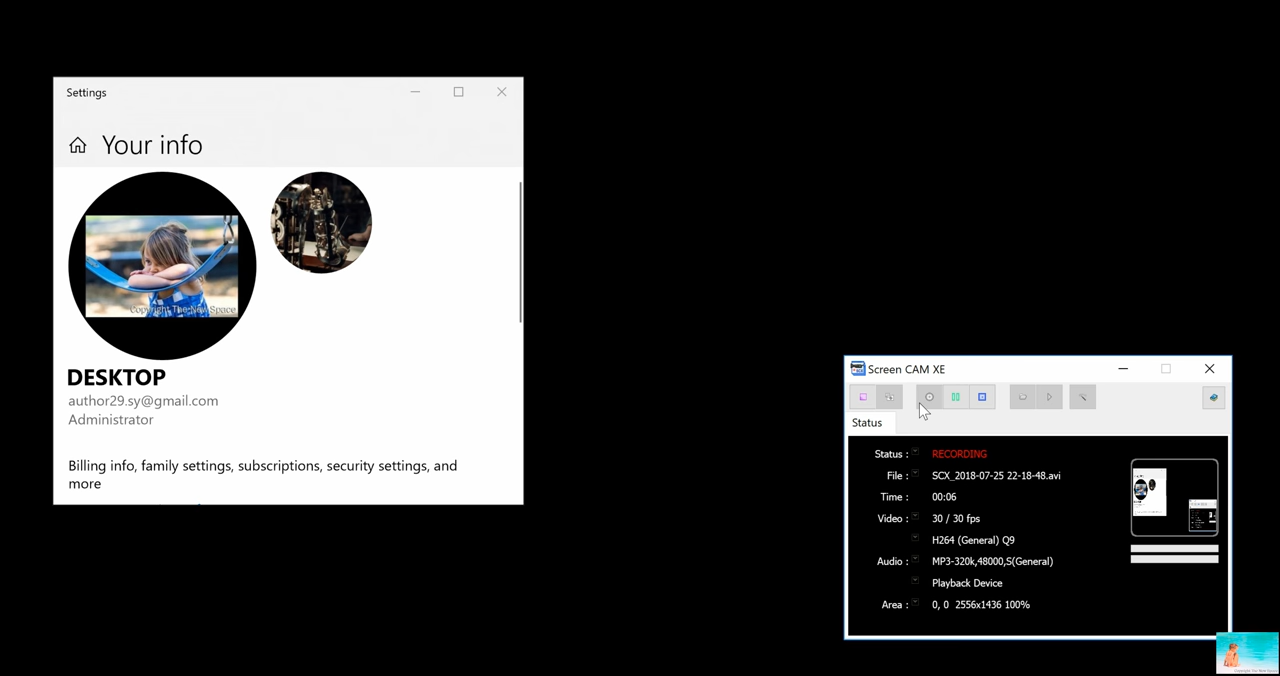 Settings
Your info
Copyright The New Space
DESKTOP
author29.sy@gmail.com
Administrator
Billing info, family settings, subscriptions, security settings, and
more
Screen CAM XE
Status
Status : RECORDING
File : SCX_2018-07-25 22-18-48.avi
Time : 00:06
Video : 30 / 30 fps
H264 (General) Q9
Audio : MP3-320k,48000,S(General)
Playback Device
Area : 0, 0 2556x1436 100%